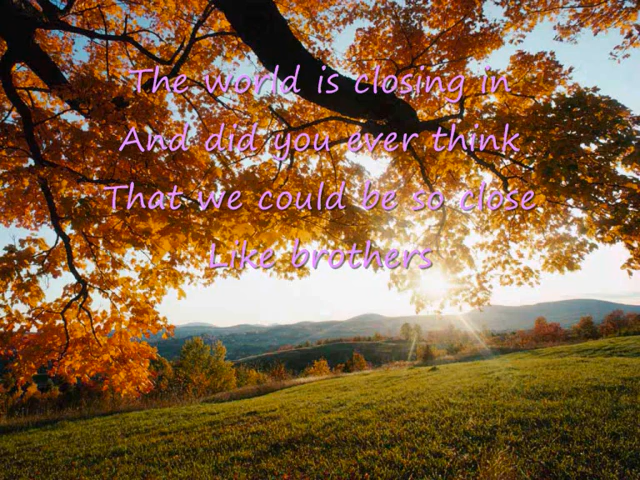 The world is closing in
And did you ever think
That we could be so close
Like brothers